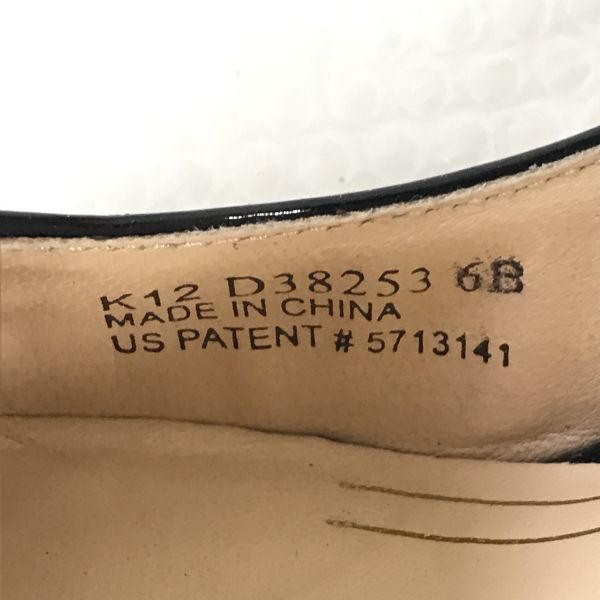 K12 D38253 6B
MADE IN CHINA
US PATENT # 5713141